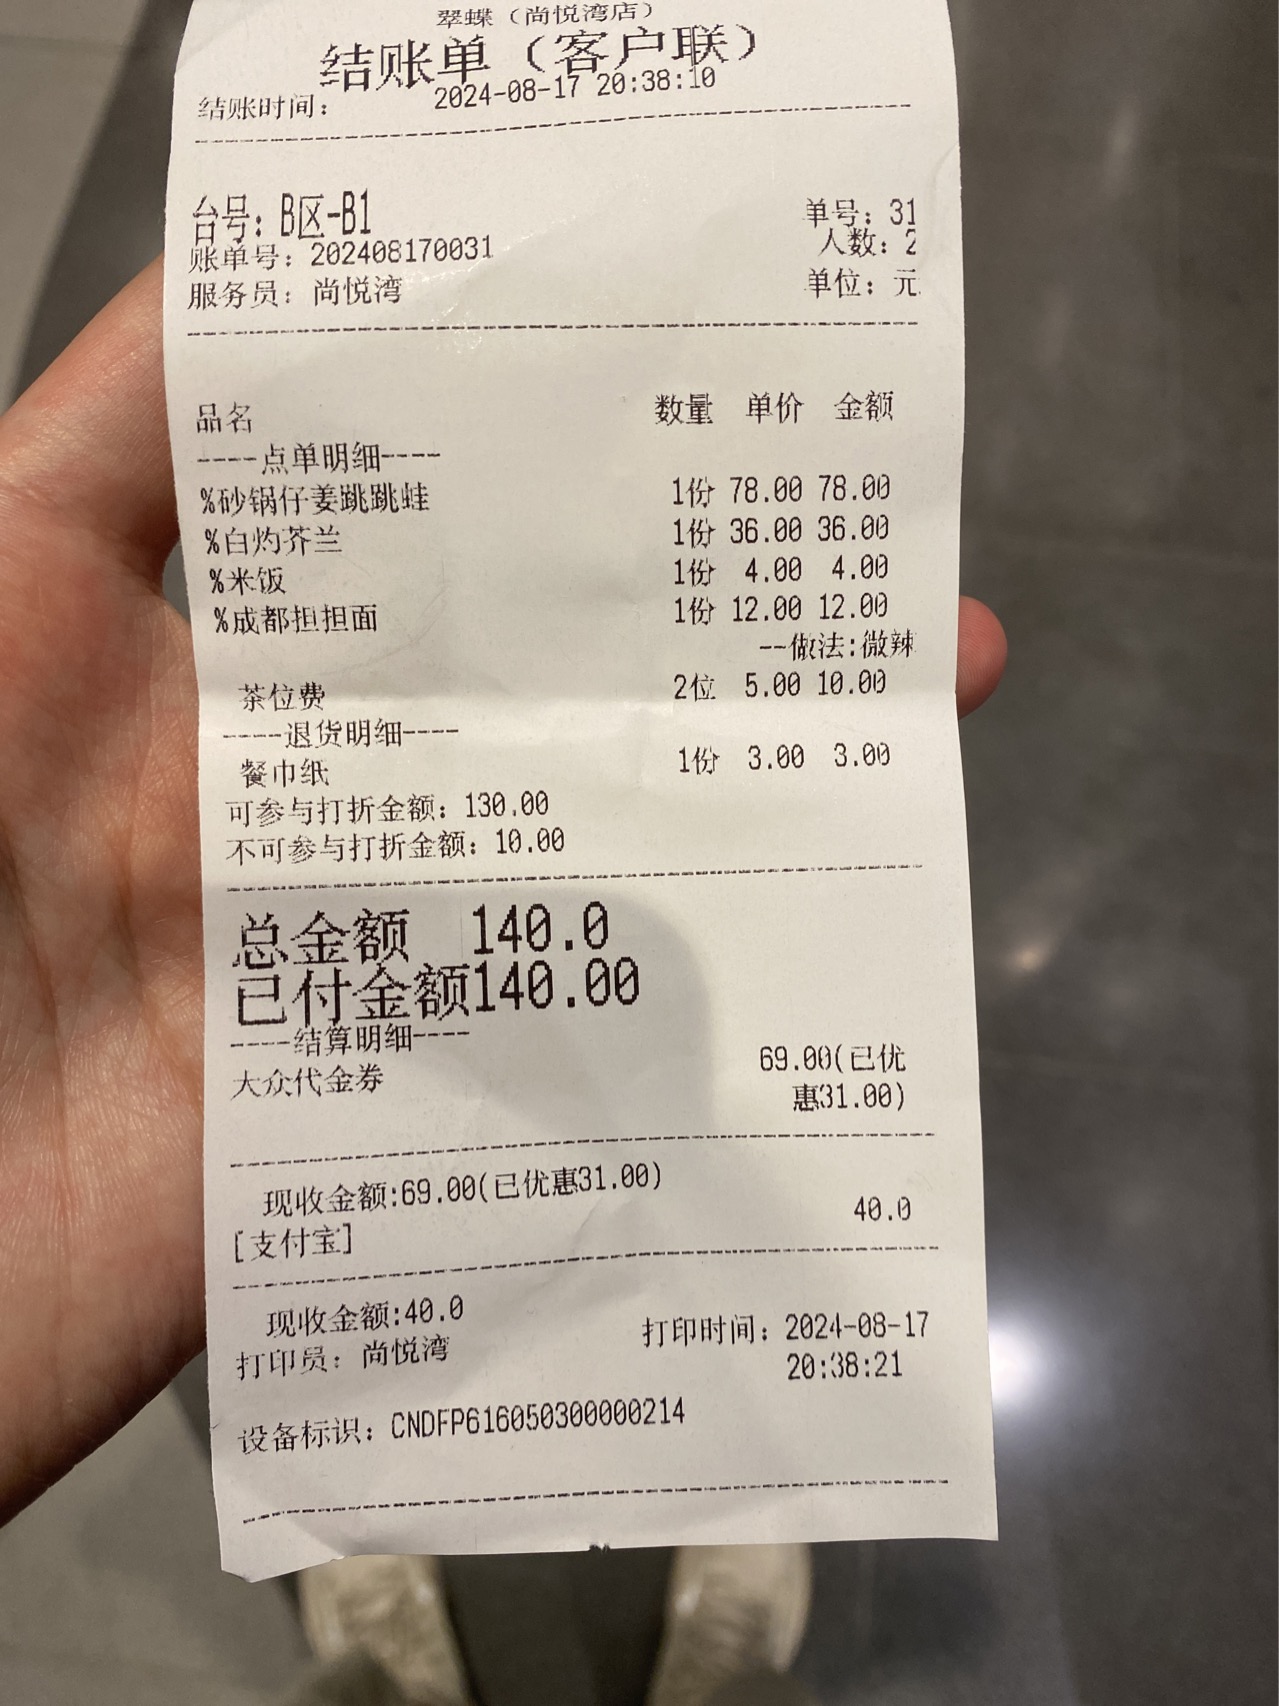 翠蝶（尚悦湾店）
结账单（客户联）
结账时间： 2024-08-17 20:38:10
台号：B区-B1 单号：31
账单号：202408170031 人数：2
服务员：尚悦湾 单位：元
品名 数量 单价 金额
----点单明细----
%砂锅仔姜跳跳蛙 1份 78.00 78.00
%白灼芥兰 1份 36.00 36.00
%米饭 1份 4.00 4.00
%成都担担面 1份 12.00 12.00
--做法:微辣
茶位费 2位 5.00 10.00
----退货明细----
餐巾纸 1份 3.00 3.00
可参与打折金额：130.00
不可参与打折金额：10.00
总金额 140.0
已付金额140.00
----结算明细----
大众代金券 69.00(已优
惠31.00)
现收金额:69.00(已优惠31.00)
[支付宝] 40.0
现收金额:40.0
打印员：尚悦湾 打印时间：2024-08-17
20:38:21
设备标识：CNDFP616050300000214